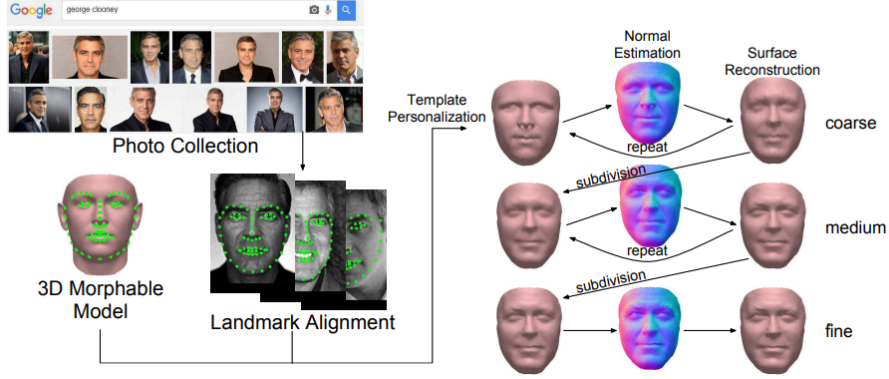 Google
george clooney
Photo Collection
3D Morphable
Model
Landmark Alignment
Template
Personalization
Normal
Estimation
Surface
Reconstruction
coarse
repeat
subdivision
medium
repeat
subdivision
fine